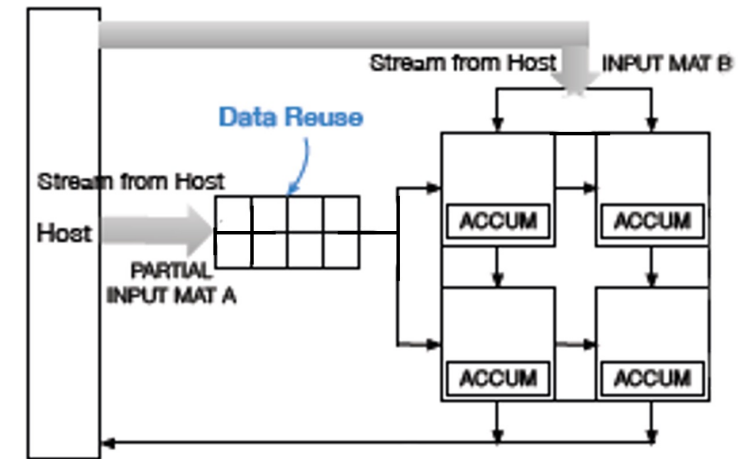 Stream from Host
INPUT MAT B
Data Reuse
Stream from Host
Host
PARTIAL
INPUT MAT A
ACCUM
ACCUM
ACCUM
ACCUM